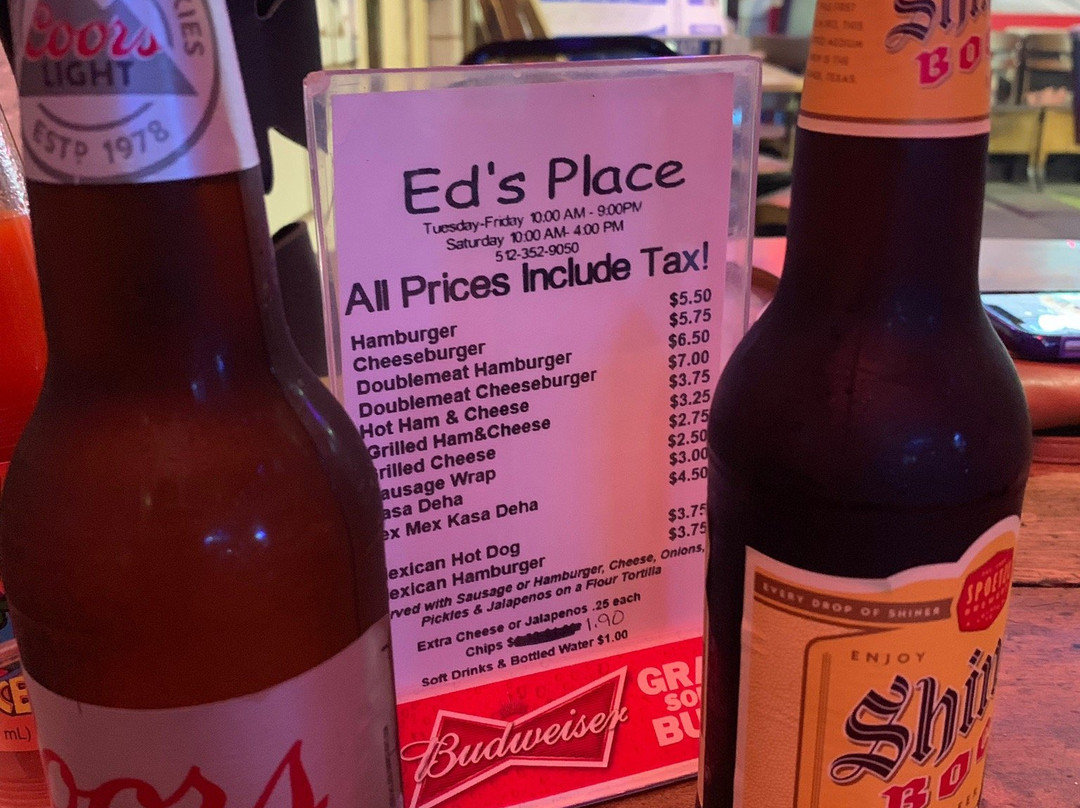 Coors
LIGHT
ESTD 1978
Shin
BO
Ed's Place
Tuesday-Friday 10:00 AM - 9:00PM
Saturday 10:00 AM- 4:00 PM
512-352-9050
All Prices Include Tax!
Hamburger $5.50
Cheeseburger $5.75
Doublemeat Hamburger $6.50
Doublemeat Cheeseburger $7.00
Hot Ham & Cheese $3.75
Grilled Ham&Cheese $3.25
rilled Cheese $2.75
ausage Wrap $2.50
asa Deha $3.00
ex Mex Kasa Deha $4.50
exican Hot Dog $3.75
exican Hamburger $3.75
rved with Sausage or Hamburger, Cheese, Onions,
Pickles & Jalapenos on a Flour Tortilla
Extra Cheese or Jalapenos .25 each
Chips $ 1.90
Soft Drinks & Bottled Water $1.00
Budweiser
GRA
SO
BU
oors
EVERY DROP OF SHINER
SPOET
ENJOY
Shin
BOC
mL)